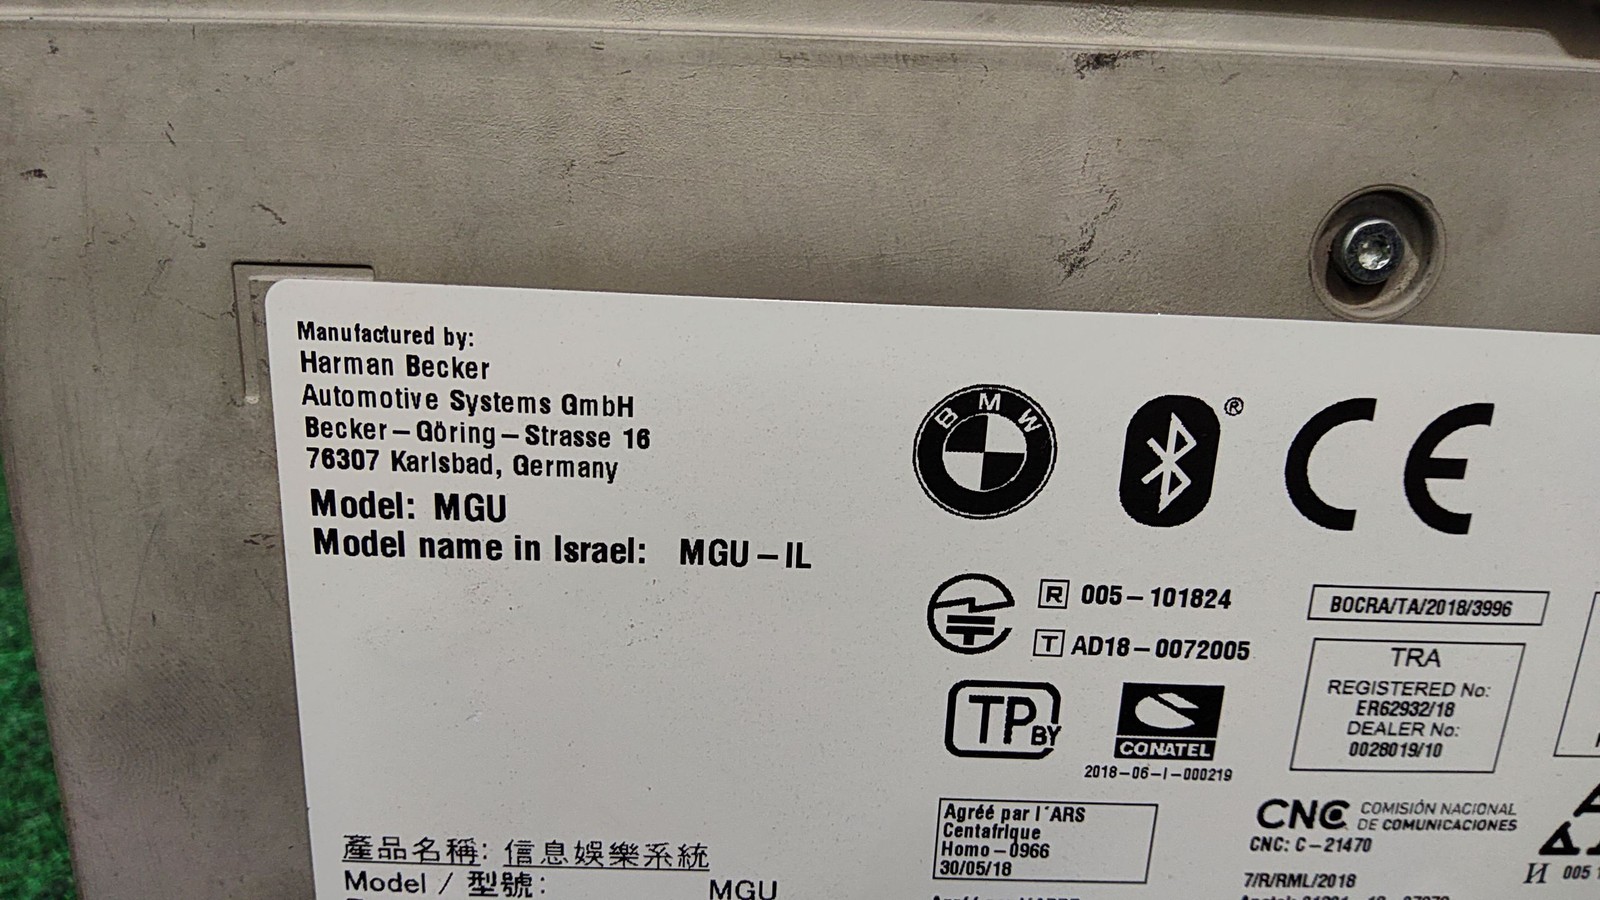 Manufactured by:
Harman Becker
Automotive Systems GmbH
Becker-Göring-Strasse 16
76307 Karlsbad, Germany
Model: MGU
Model name in Israel: MGU-IL
BMW
®
CE
R 005-101824
T AD18-0072005
BOCRA/TA/2018/3996
TRA
REGISTERED No:
ER62932/18
DEALER No:
0028019/10
TP BY
CONATEL
2018-06-I-000219
Agréé par l´ARS
Centafrique
Homo-0966
30/05/18
CNC COMISIÓN NACIONAL
DE COMUNICACIONES
CNC: C-21470
7/R/RML/2018
И 005
產品名稱: 信息娛樂系統
Model / 型號: MGU